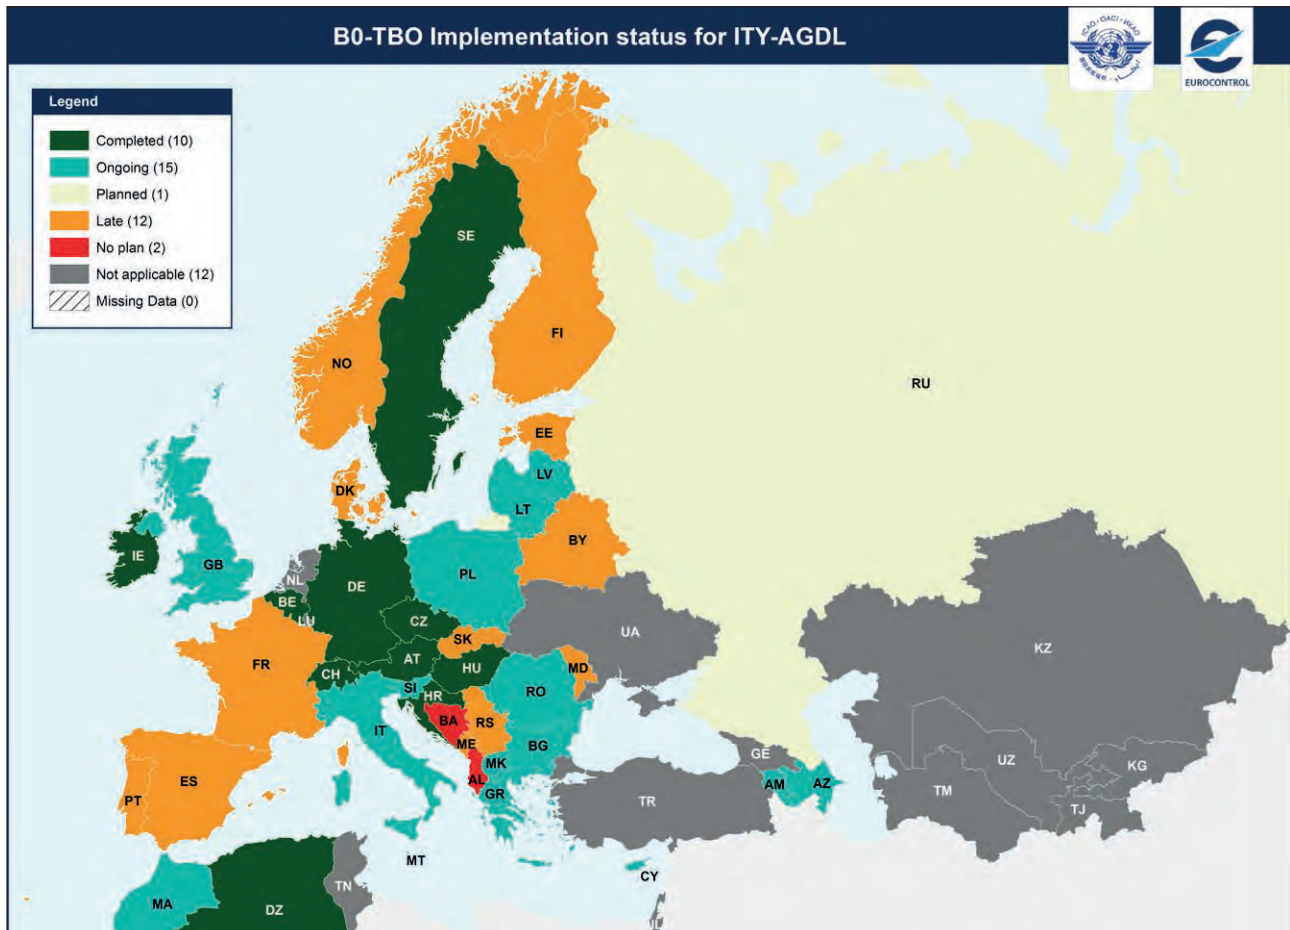 B0-TBO Implementation status for ITY-AGDL
ICAO · OACI · ИКАО
EUROCONTROL
Legend
Completed (10)
Ongoing (15)
Planned (1)
Late (12)
No plan (2)
Not applicable (12)
Missing Data (0)
SE
NO
FI
RU
EE
LV
DK
LT
BY
IE
GB
NL
DE
PL
BE
LU
CZ
UA
KZ
SK
FR
AT
CH
HU
MD
SI
HR
RO
IT
BA
RS
ME
BG
GE
MK
UZ
KG
ES
AL
AM
AZ
PT
GR
TR
TM
TJ
MT
CY
TN
MA
DZ